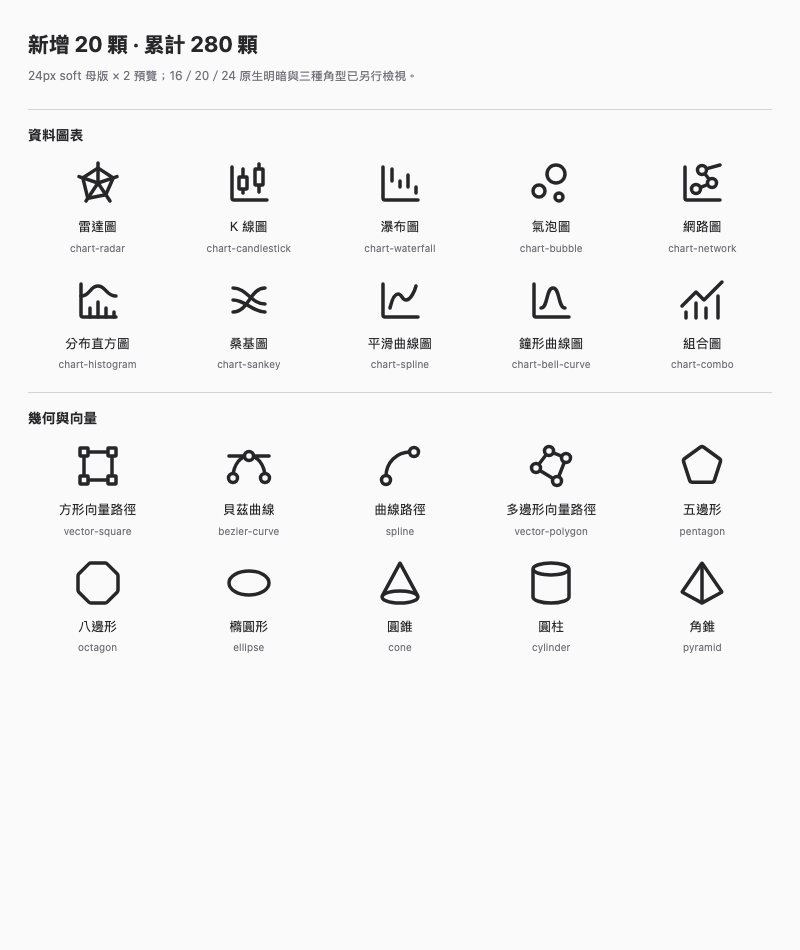 新增 20 顆 · 累計 280 顆
24px soft 母版 × 2 預覽；16 / 20 / 24 原生明暗與三種角型已另行檢視。
資料圖表
雷達圖 K 線圖 瀑布圖 氣泡圖 網路圖
chart-radar chart-candlestick chart-waterfall chart-bubble chart-network
分布直方圖 桑基圖 平滑曲線圖 鐘形曲線圖 組合圖
chart-histogram chart-sankey chart-spline chart-bell-curve chart-combo
幾何與向量
方形向量路徑 貝茲曲線 曲線路徑 多邊形向量路徑 五邊形
vector-square bezier-curve spline vector-polygon pentagon
八邊形 橢圓形 圓錐 圓柱 角錐
octagon ellipse cone cylinder pyramid